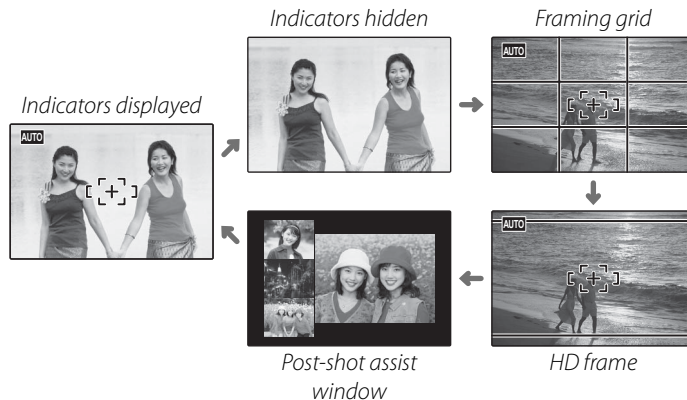 Indicators hidden
Framing grid
Indicators displayed
AUTO
AUTO
AUTO
Post-shot assist
window
HD frame